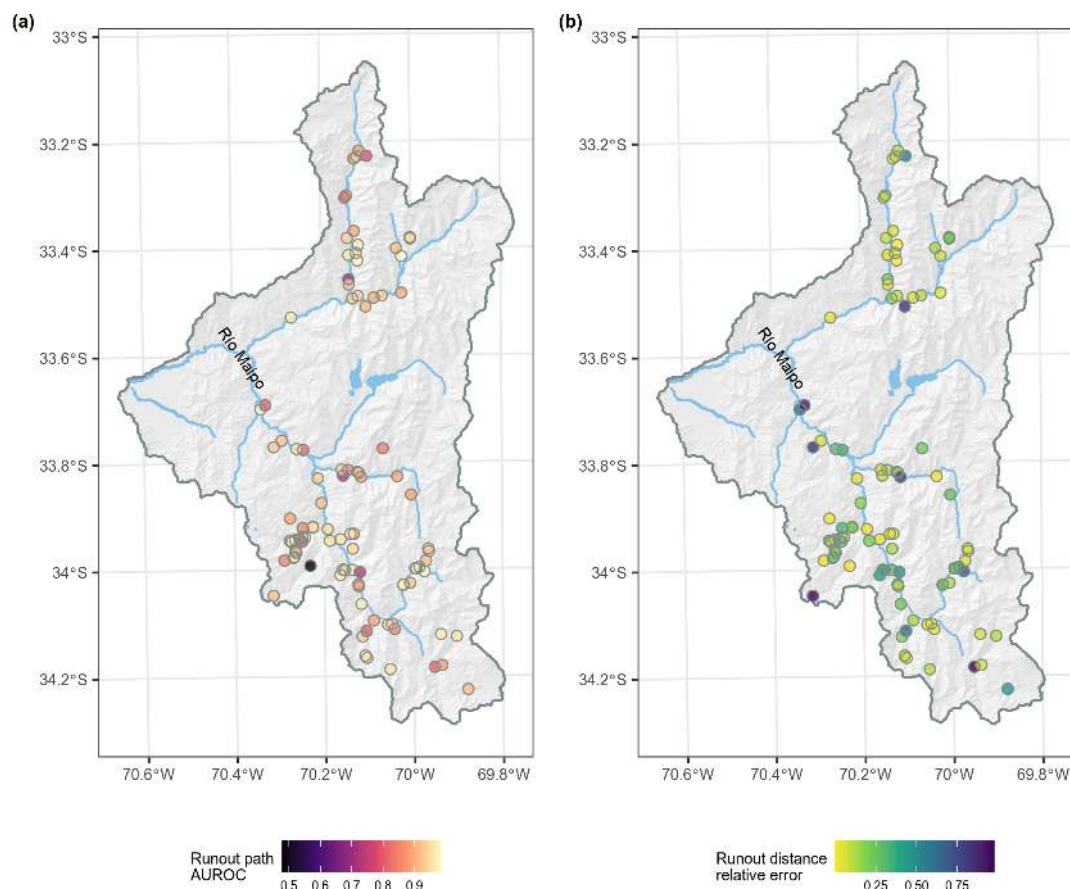 (a)
(b)
33°S
33.2°S
33.4°S
33.6°S
33.8°S
34°S
34.2°S
Río Maipo
70.6°W 70.4°W 70.2°W 70°W 69.8°W
33°S
33.2°S
33.4°S
33.6°S
33.8°S
34°S
34.2°S
Río Maipo
70.6°W 70.4°W 70.2°W 70°W 69.8°W
Runout path
AUROC
0.5 0.6 0.7 0.8 0.9
Runout distance
relative error
0.25 0.50 0.75